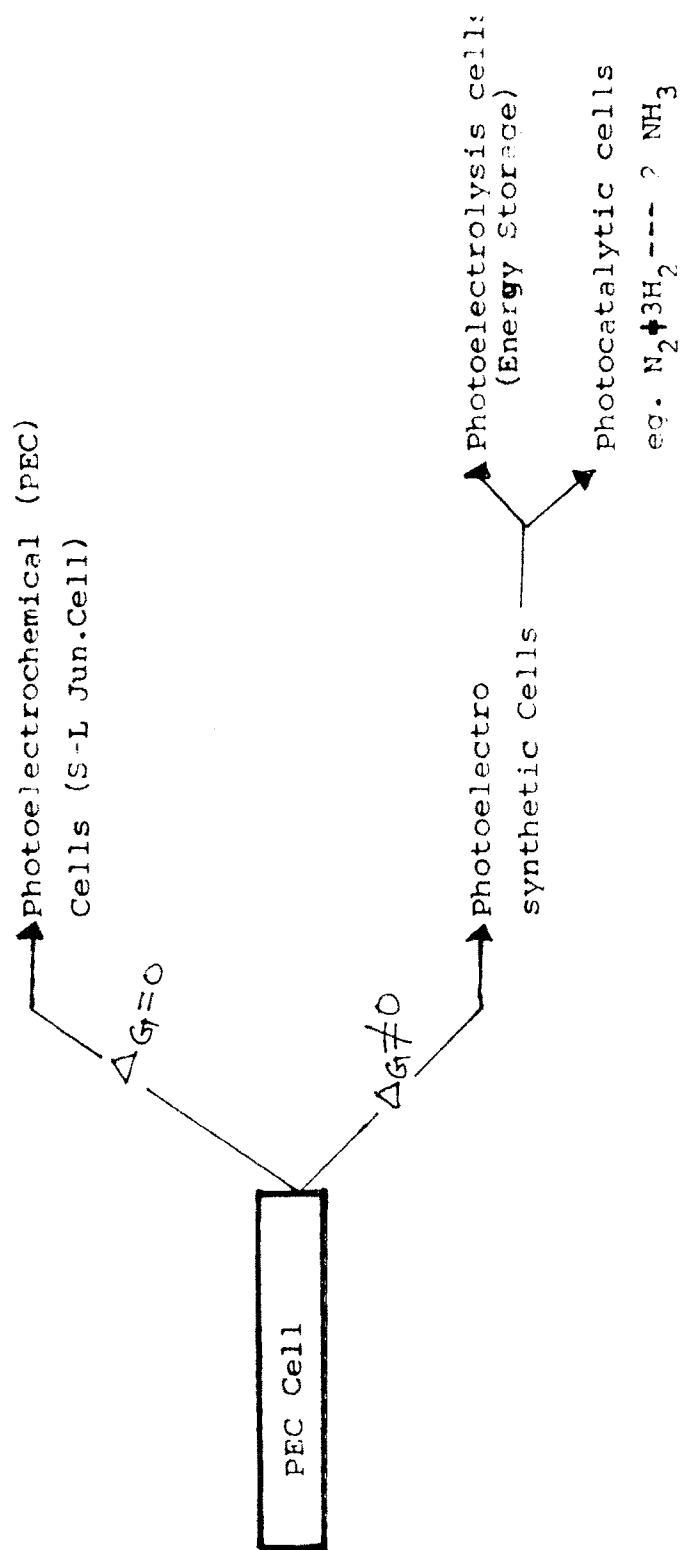 PEC Cell
ΔG=0
Photoelectrochemical (PEC)
Cells (S-L Jun.Cell)
ΔG≠0
Photoelectro
synthetic Cells
Photoelectrolysis cells
(Energy Storage)
Photocatalytic cells
eg. N₂+3H₂ --- 2 NH₃